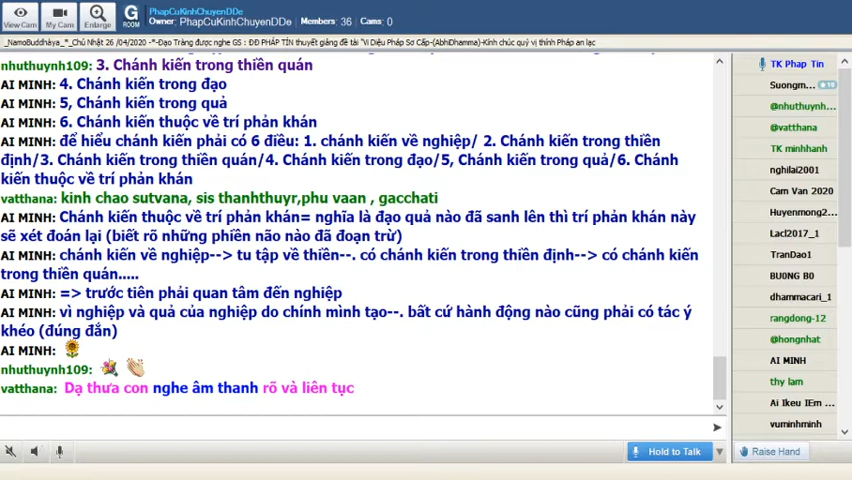 View Cam
My Cam
Enlarge
G
ROOM
PhapCuKinhChuyenDDe
Owner: PhapCuKinhChuyenDDe Members: 36 Cams: 0
_NamoBuddhàya_*_Chủ Nhật 26 /04/2020 -*-Đạo Tràng được nghe GS : ĐĐ PHÁP TÍN thuyết giảng đề tài "Vi Diệu Pháp Sơ Cấp-(AbhiDhamma)-Kính chúc quý vị thính Pháp an lạc
nhuthuynh109: 3. Chánh kiến trong thiền quán
AI MINH: 4. Chánh kiến trong đạo
AI MINH: 5, Chánh kiến trong quả
AI MINH: 6. Chánh kiến thuộc về trí phản khán
AI MINH: để hiểu chánh kiến phải có 6 điều: 1. chánh kiến về nghiệp/ 2. Chánh kiến trong thiền
định/3. Chánh kiến trong thiền quán/4. Chánh kiến trong đạo/5, Chánh kiến trong quả/6. Chánh
kiến thuộc về trí phản khán
vatthana: kinh chao sutvana, sis thanhthuyr,phu vaan , gacchati
AI MINH: Chánh kiến thuộc về trí phản khán= nghĩa là đạo quả nào đã sanh lên thì trí phản khán này
sẽ xét đoán lại (biết rõ những phiền não nào đã đoạn trừ)
AI MINH: chánh kiến về nghiệp--> tu tập về thiền--. có chánh kiến trong thiền định--> có chánh kiến
trong thiền quán.....
AI MINH: => trước tiên phải quan tâm đến nghiệp
AI MINH: vì nghiệp và quả của nghiệp do chính mình tạo--. bất cứ hành động nào cũng phải có tác ý
khéo (đúng đắn)
AI MINH:
nhuthuynh109:
vatthana: Dạ thưa con nghe âm thanh rõ và liên tục
Hold to Talk
TK Phap Tin
Suongm... 18
@nhuthuynh...
@vatthana
TK minhhanh
nghilai2001
Cam Van 2020
Huyenmong2...
Lacl2017_1
TranDao1
BU0NG B0
dhammacari_1
rangdong-12
@hongnhat
AI MINH
thy lam
Ai Ikeu IEm ...
vuminhminh
Raise Hand